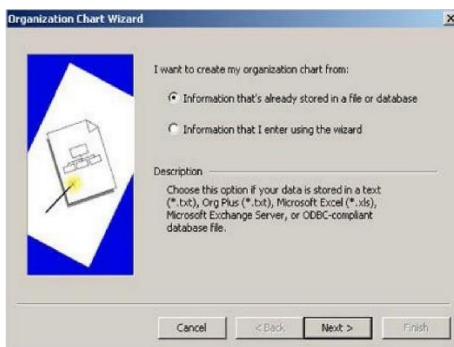 Organization Chart Wizard
I want to create my organization chart from:
Information that's already stored in a file or database
Information that I enter using the wizard
Description
Choose this option if your data is stored in a text
(*.txt), Org Plus (*.txt), Microsoft Excel (*.xls),
Microsoft Exchange Server, or ODBC-compliant
database file.
Cancel < Back Next > Finish